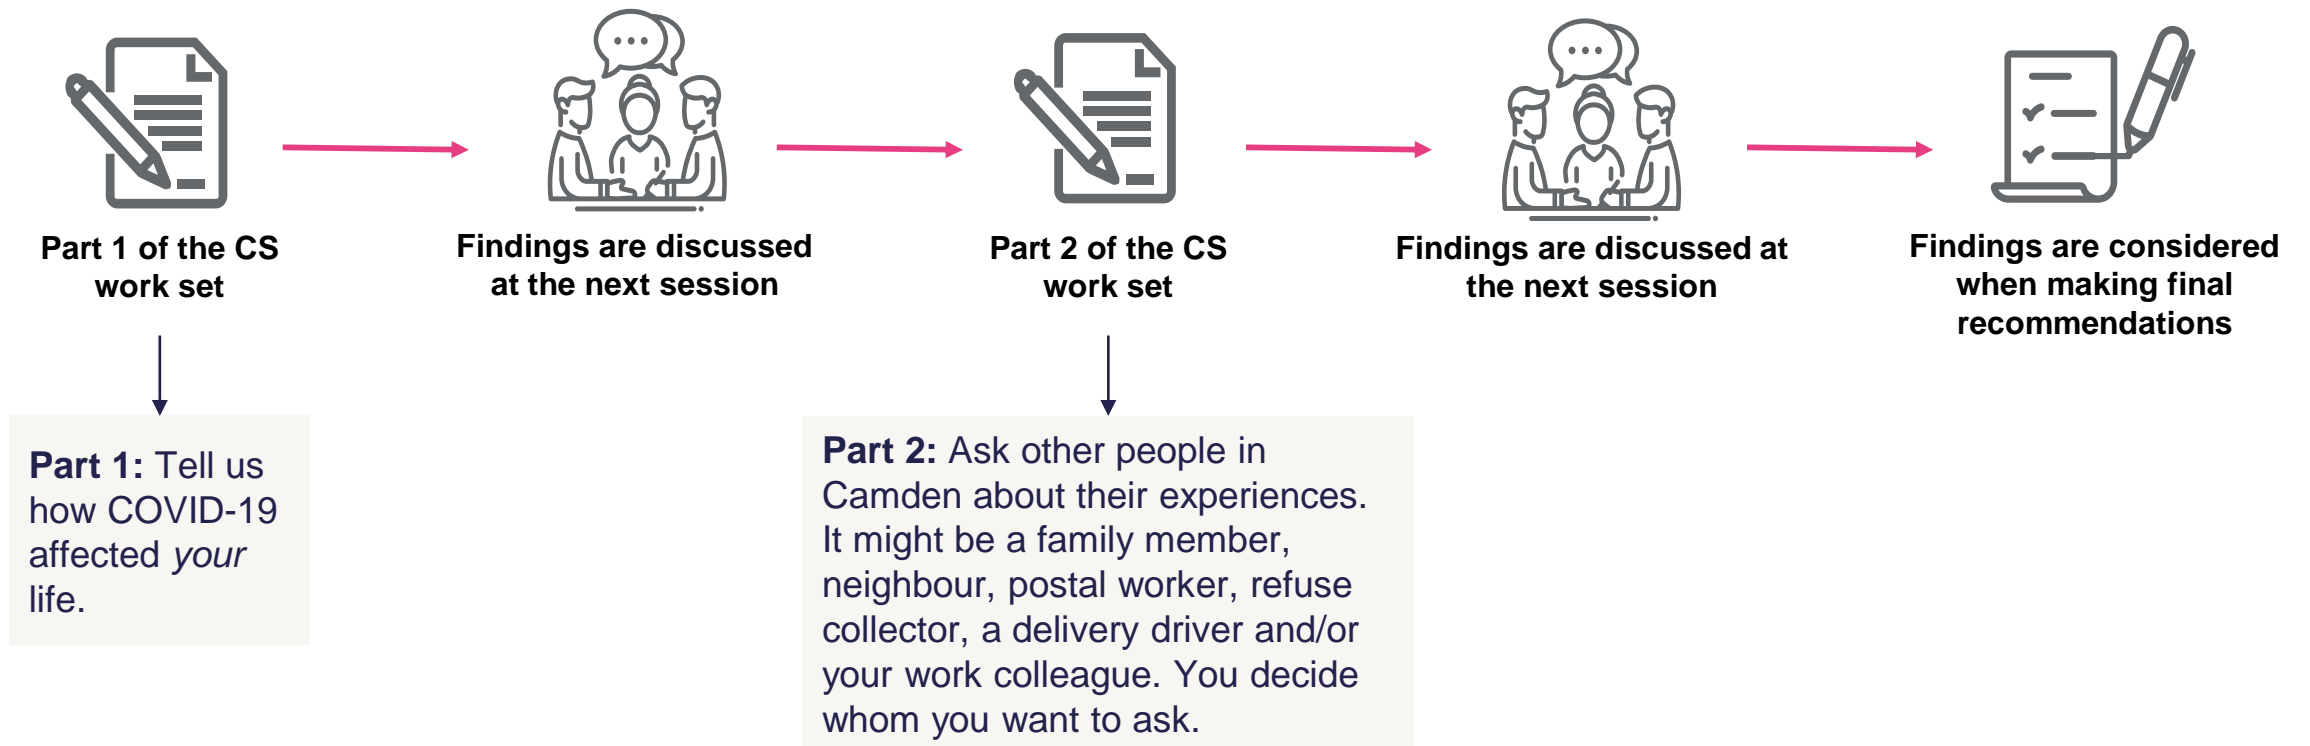 Part 1 of the CS
work set
Findings are discussed
at the next session
Part 2 of the CS
work set
Findings are discussed at
the next session
Findings are considered
when making final
recommendations
Part 1: Tell us
how COVID-19
affected your
life.
Part 2: Ask other people in
Camden about their experiences.
It might be a family member,
neighbour, postal worker, refuse
collector, a delivery driver and/or
your work colleague. You decide
whom you want to ask.